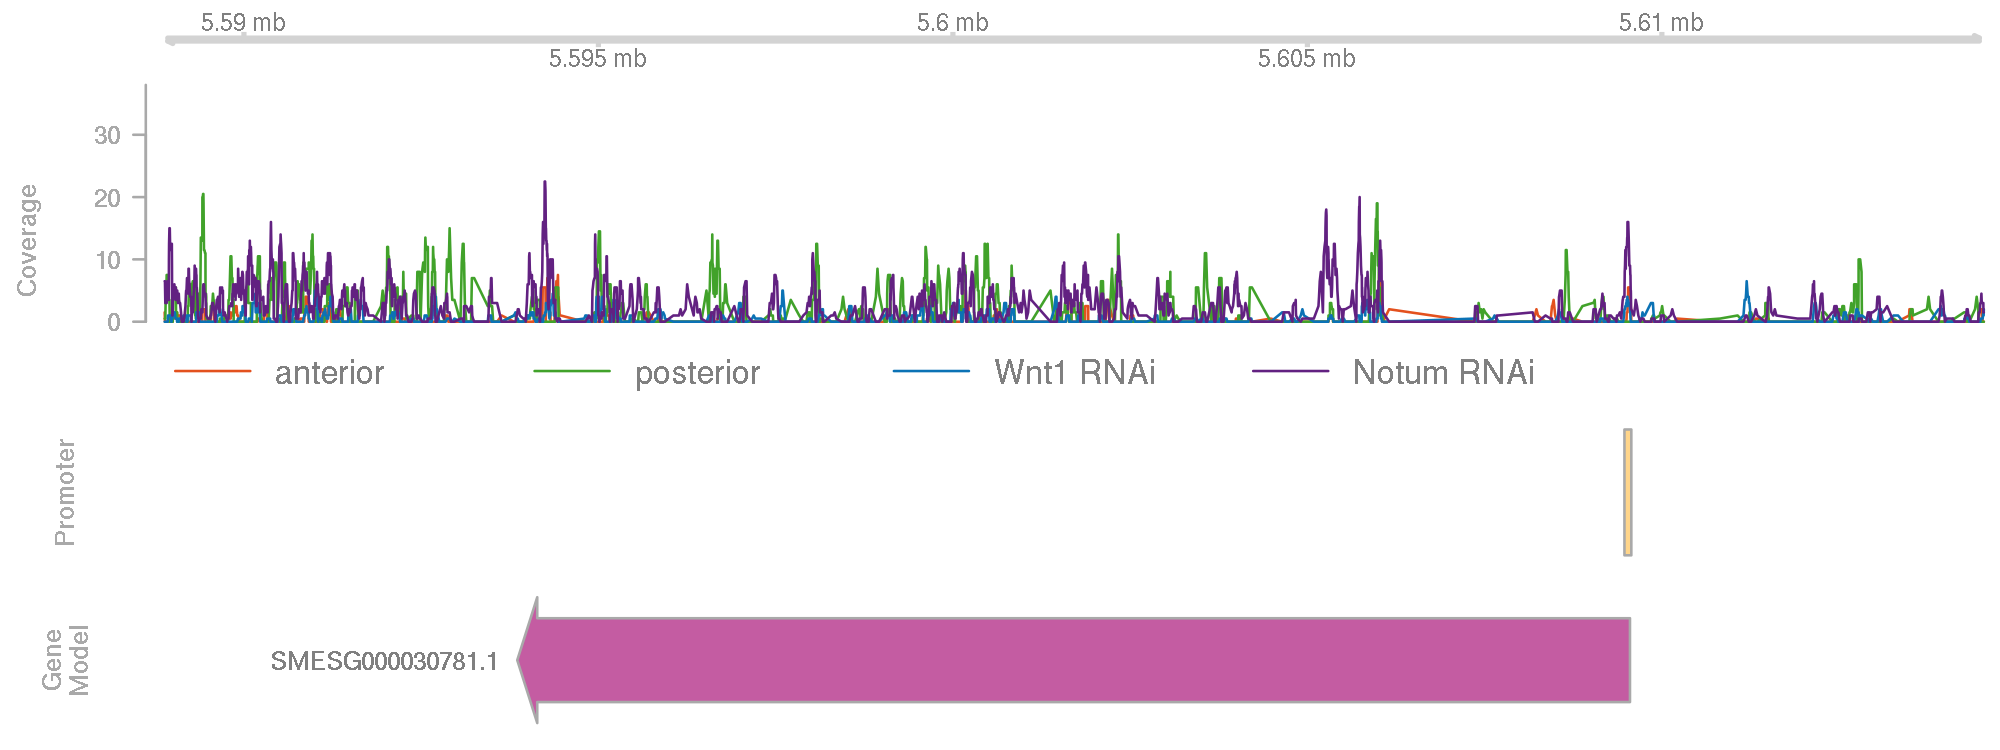 5.59 mb 5.6 mb 5.61 mb
5.595 mb 5.605 mb
Coverage
30
20
10
0
anterior posterior Wnt1 RNAi Notum RNAi
Promoter
Gene
Model
SMESG000030781.1